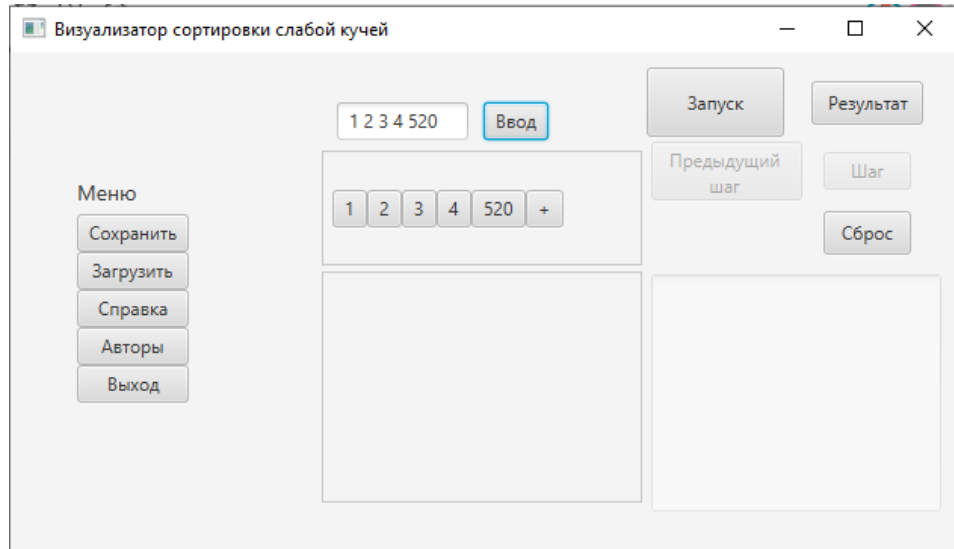 Визуализатор сортировки слабой кучей
1 2 3 4 520
Ввод
Запуск
Результат
Предыдущий
шаг
Шаг
Сброс
1 2 3 4 520 +
Меню
Сохранить
Загрузить
Справка
Авторы
Выход